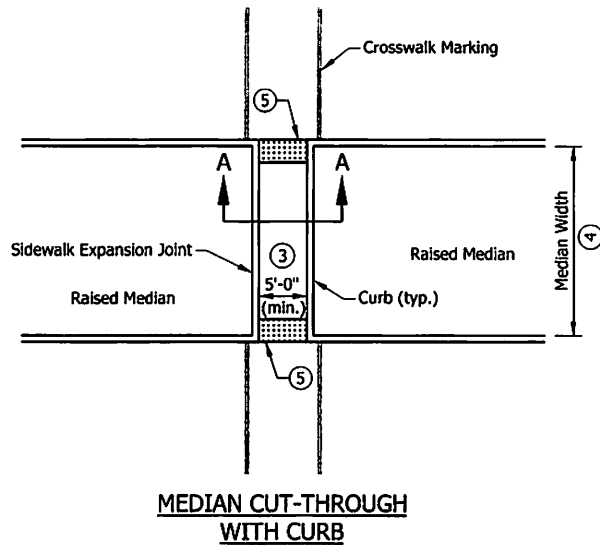 Crosswalk Marking
5
A A
Sidewalk Expansion Joint
3
Raised Median
Raised Median
5'-0"
(min.)
Curb (typ.)
Median Width
4
5
MEDIAN CUT-THROUGH
WITH CURB